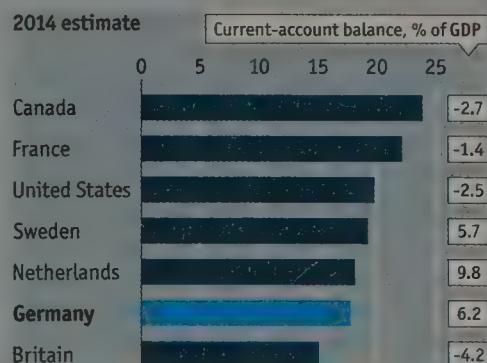 2014 estimate
Current-account balance, % of GDP
0 5 10 15 20 25
Canada -2.7
France -1.4
United States -2.5
Sweden 5.7
Netherlands 9.8
Germany 6.2
Britain -4.2